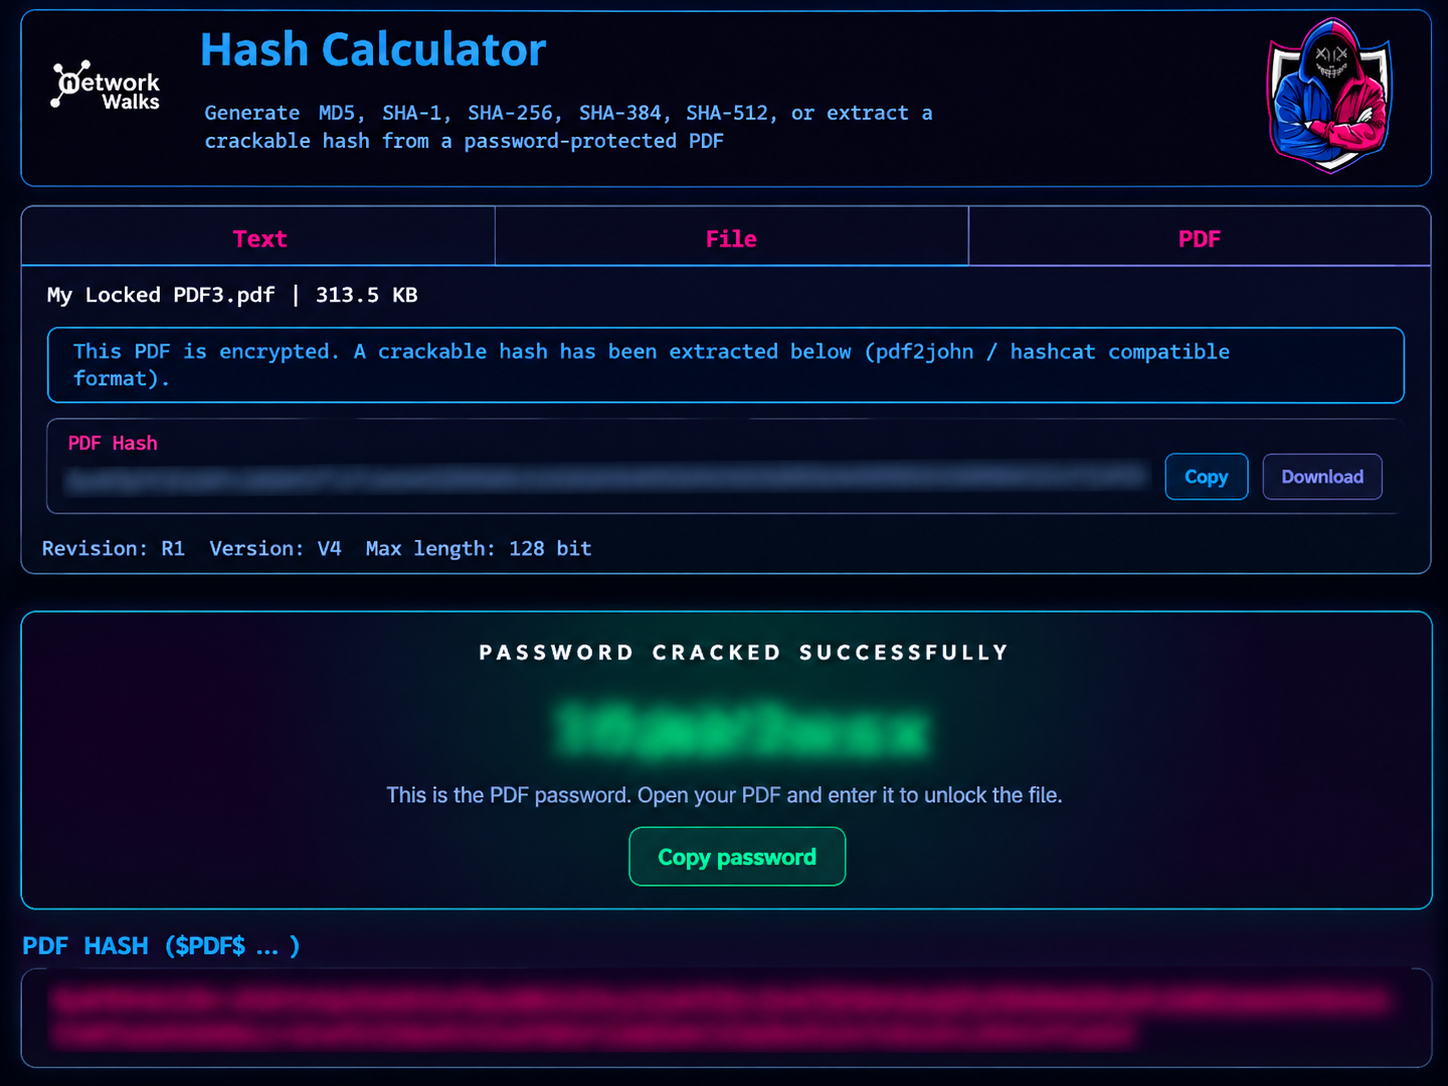 network
Walks
Hash Calculator
Generate MD5, SHA-1, SHA-256, SHA-384, SHA-512, or extract a
crackable hash from a password-protected PDF
Text File PDF
My Locked PDF3.pdf | 313.5 KB
This PDF is encrypted. A crackable hash has been extracted below (pdf2john / hashcat compatible
format).
PDF Hash
Copy Download
Revision: R1 Version: V4 Max length: 128 bit
PASSWORD CRACKED SUCCESSFULLY
This is the PDF password. Open your PDF and enter it to unlock the file.
Copy password
PDF HASH ($PDF$ ... )